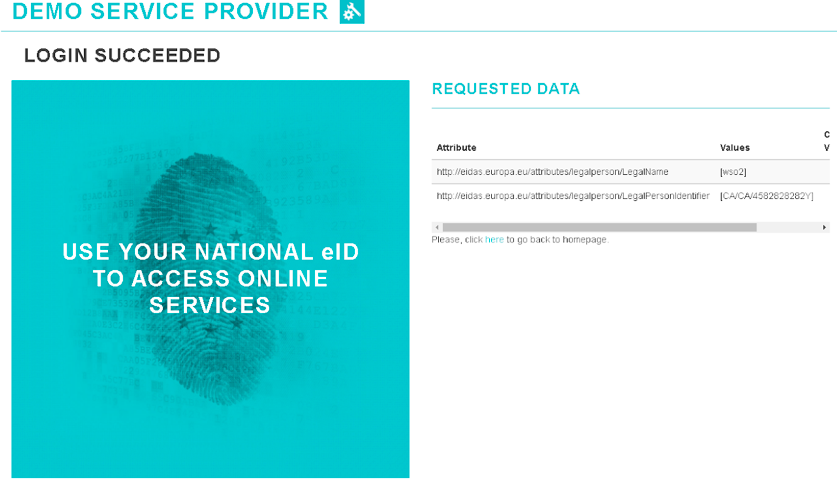 DEMO SERVICE PROVIDER
LOGIN SUCCEEDED
USE YOUR NATIONAL eID
TO ACCESS ONLINE
SERVICES
REQUESTED DATA
C
Attribute Values V
http://eidas.europa.eu/attributes/legalperson/LegalName [wso2]
http://eidas.europa.eu/attributes/legalperson/LegalPersonIdentifier [CA/CA/4582828282Y]
Please, click here to go back to homepage.